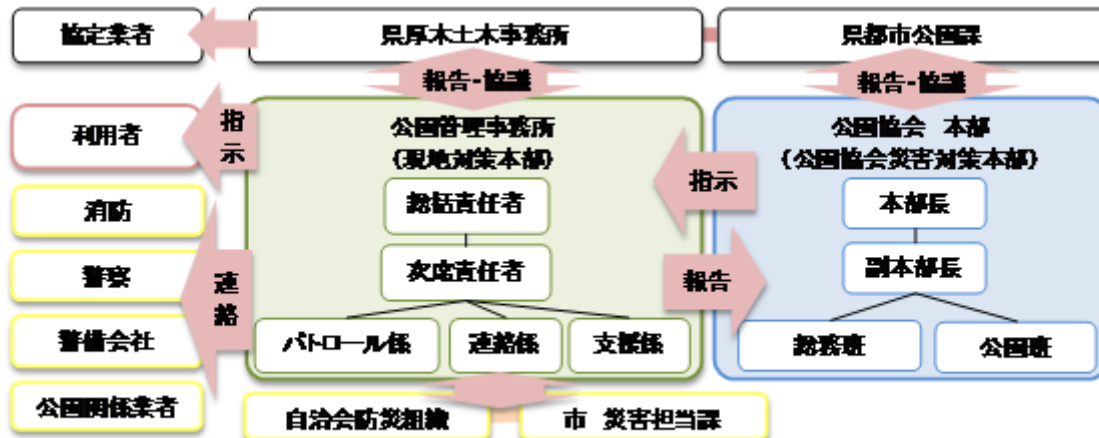 協定業者
県厚木土木事務所
県都市公園課
報告-協議
報告-協議
利用者
指示
公園管理事務所
(現地対策本部)
公園協会 本部
(公園協会災害対策本部)
消防
総括責任者
指示
本部長
警察
連絡
次席責任者
報告
副本部長
警備会社
パトロール係
連絡係
支援係
総務班
公園班
公園関係業者
自治会防災組織
市 災害担当課